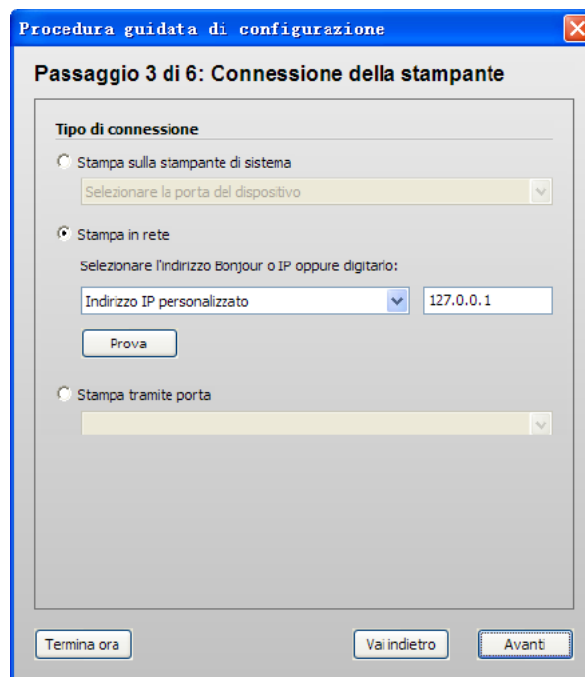 Procedura guidata di configurazione
Passaggio 3 di 6: Connessione della stampante
Tipo di connessione
Stampa sulla stampante di sistema
Selezionare la porta del dispositivo
Stampa in rete
Selezionare l'indirizzo Bonjour o IP oppure digitarlo:
Indirizzo IP personalizzato 127.0.0.1
Prova
Stampa tramite porta
Termina ora Vai indietro Avanti